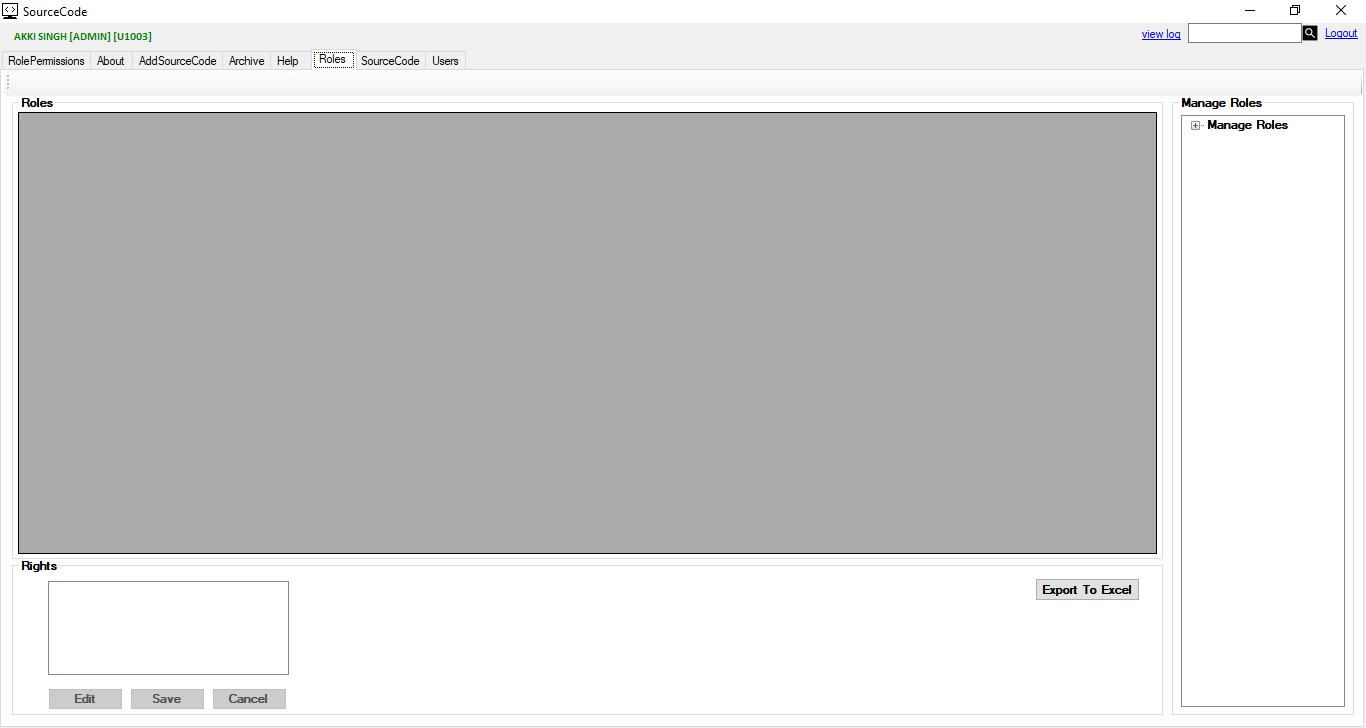 SourceCode
AKKI SINGH [ADMIN] [U1003]
view log
Logout
RolePermissions About AddSourceCode Archive Help Roles SourceCode Users
Roles
Manage Roles
Manage Roles
Rights
Export To Excel
Edit Save Cancel